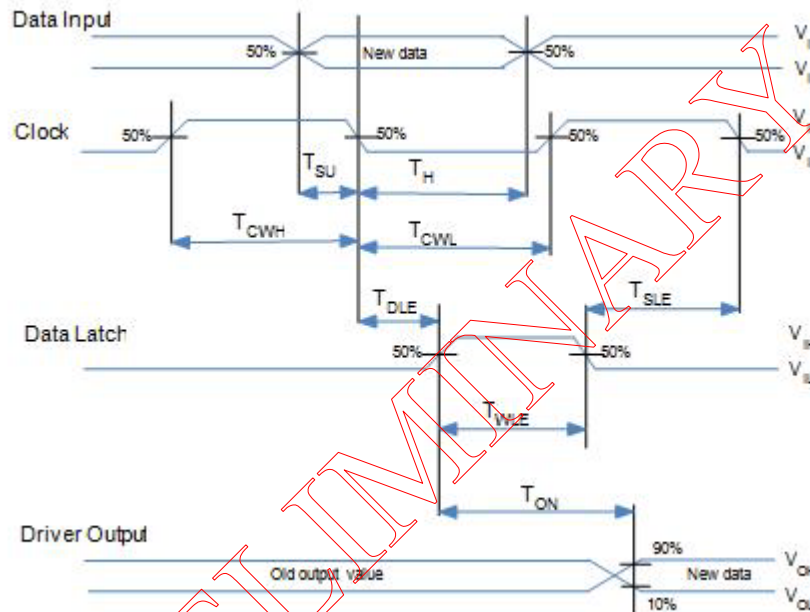 Data Input
50%
New data
50%
Clock
50%
50%
50%
50%
TSU
TH
TCWH
TCWL
TDLE
TSLE
Data Latch
50%
50%
TWLE
TON
Driver Output
90%
Old output value
New data
10%